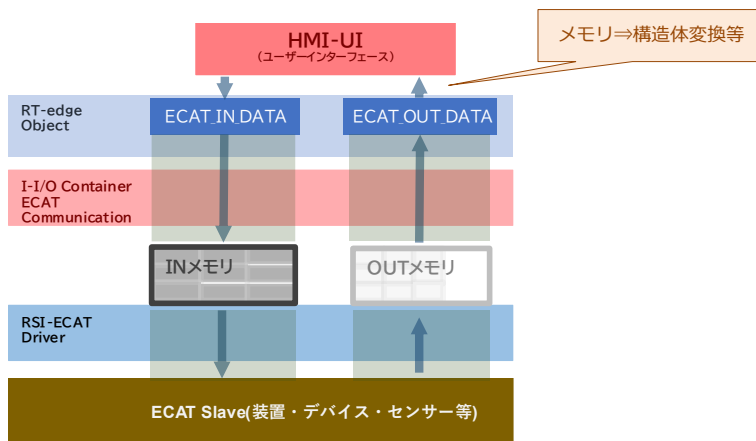 HMI-UI
(ユーザーインターフェース)
メモリ⇒構造体変換等
RT-edge
Object
ECAT_IN_DATA
ECAT_OUT_DATA
I-I/O Container
ECAT
Communication
INメモリ
OUTメモリ
RSI-ECAT
Driver
ECAT Slave(装置・デバイス・センサー等)